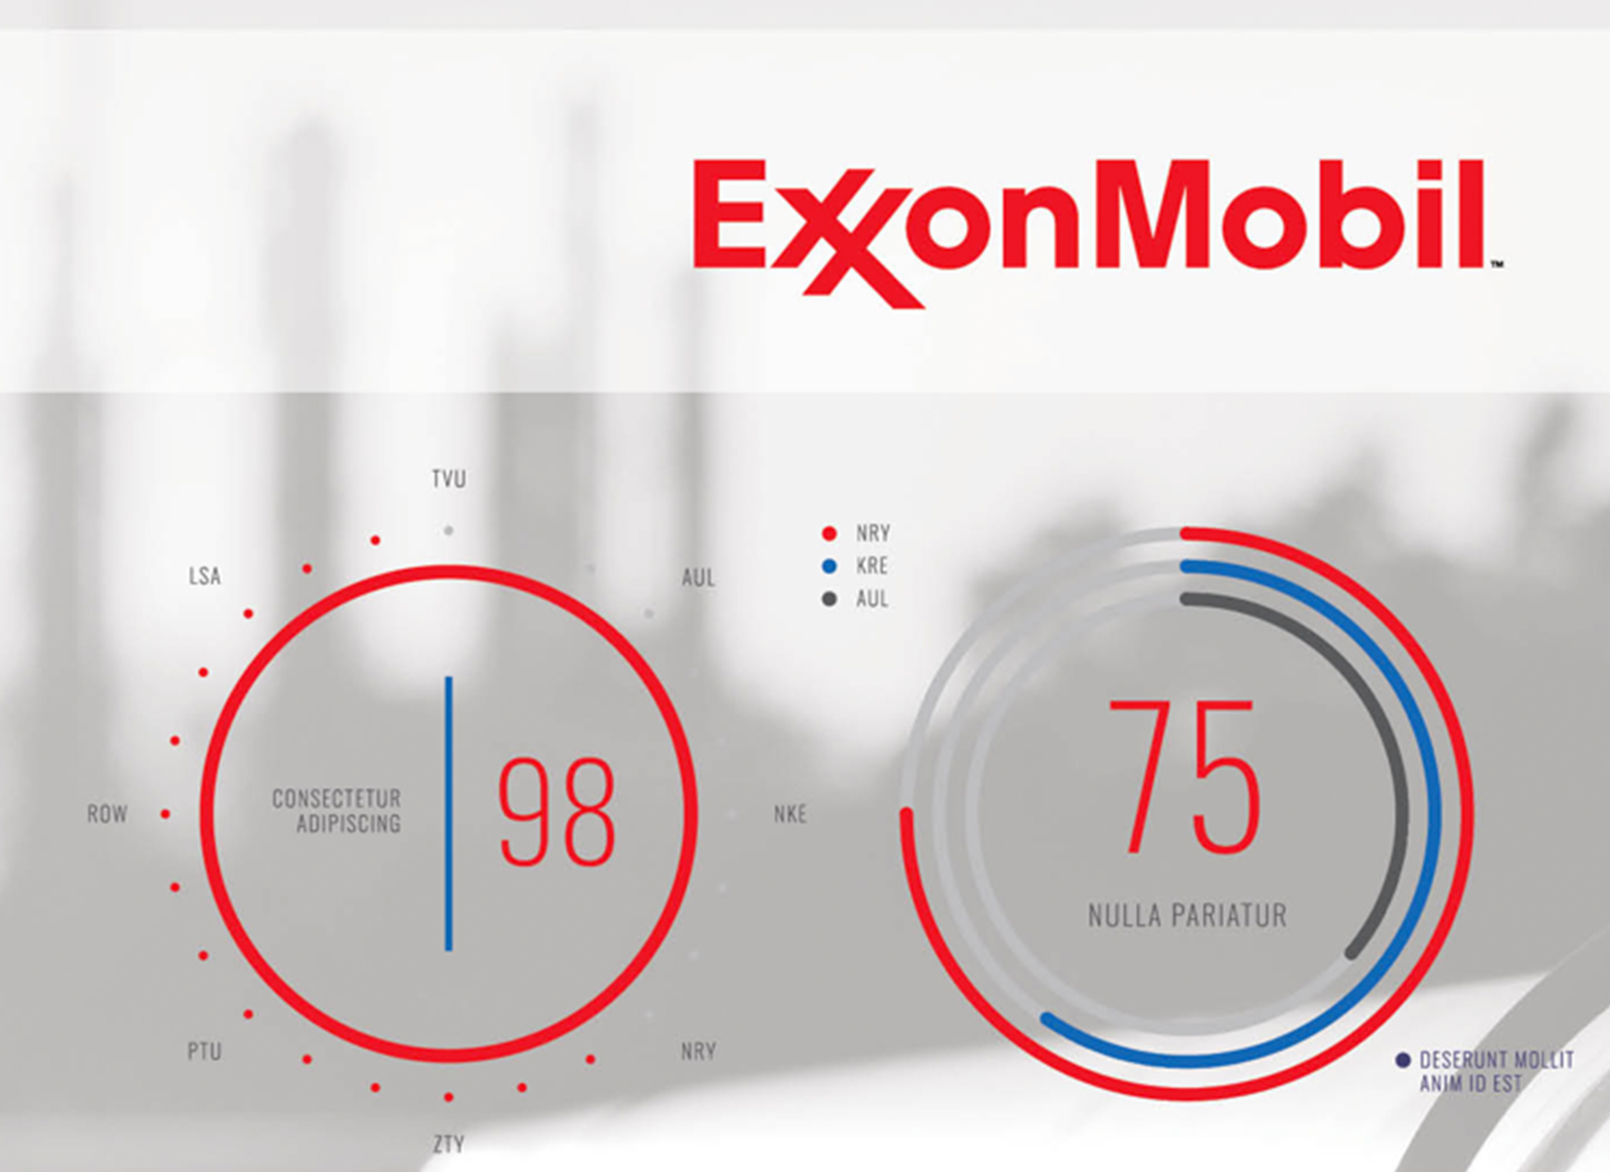 ExxonMobil™
TVU
LSA
AUL
ROW
NKE
PTU
NRY
ZTY
CONSECTETUR
ADIPISCING
98
NRY
KRE
AUL
75
NULLA PARIATUR
DESERUNT MOLLIT
ANIM ID EST